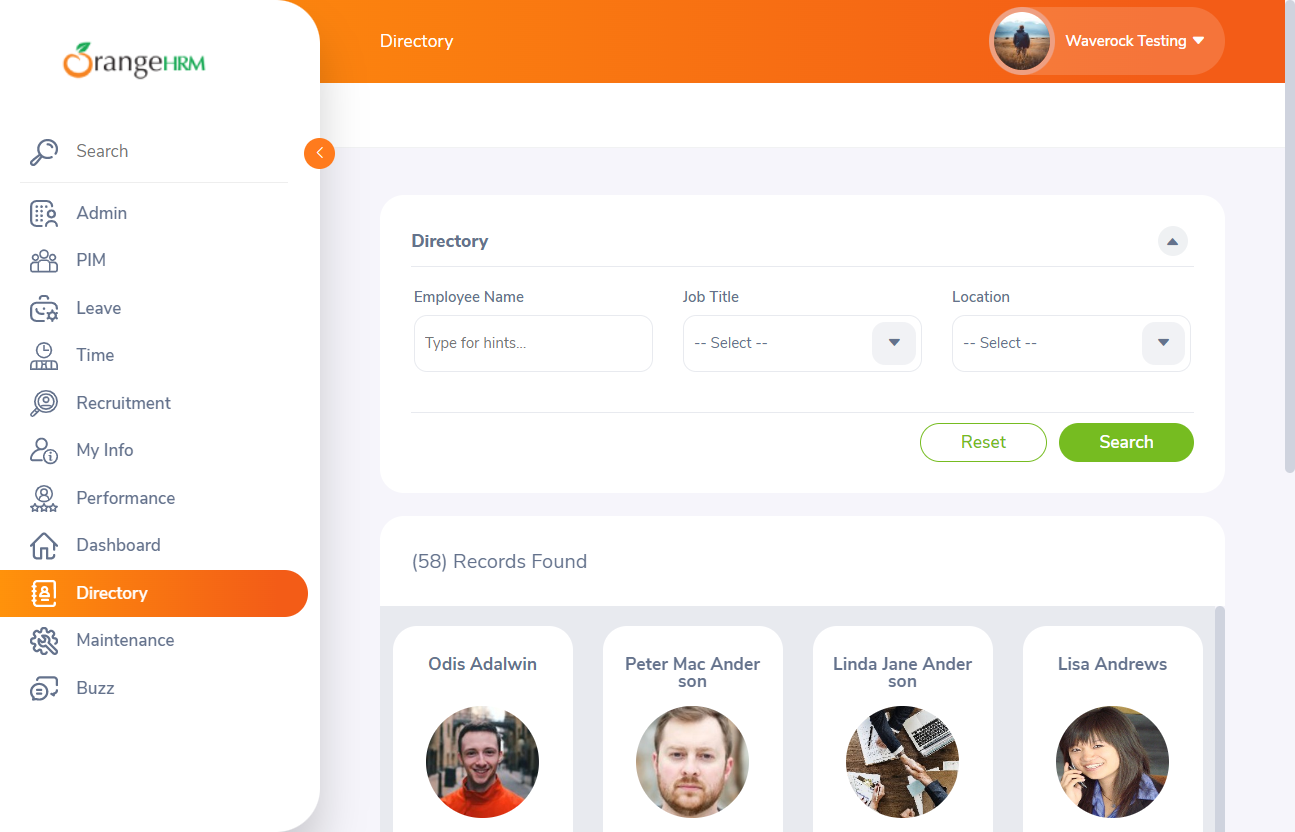 OrangeHRM
Directory
Waverock Testing
Search
Admin
PIM
Leave
Time
Recruitment
My Info
Performance
Dashboard
Directory
Maintenance
Buzz
Directory
Employee Name
Job Title
Location
Type for hints...
-- Select --
-- Select --
Reset
Search
(58) Records Found
Odis Adalwin
Peter Mac Ander
son
Linda Jane Ander
son
Lisa Andrews